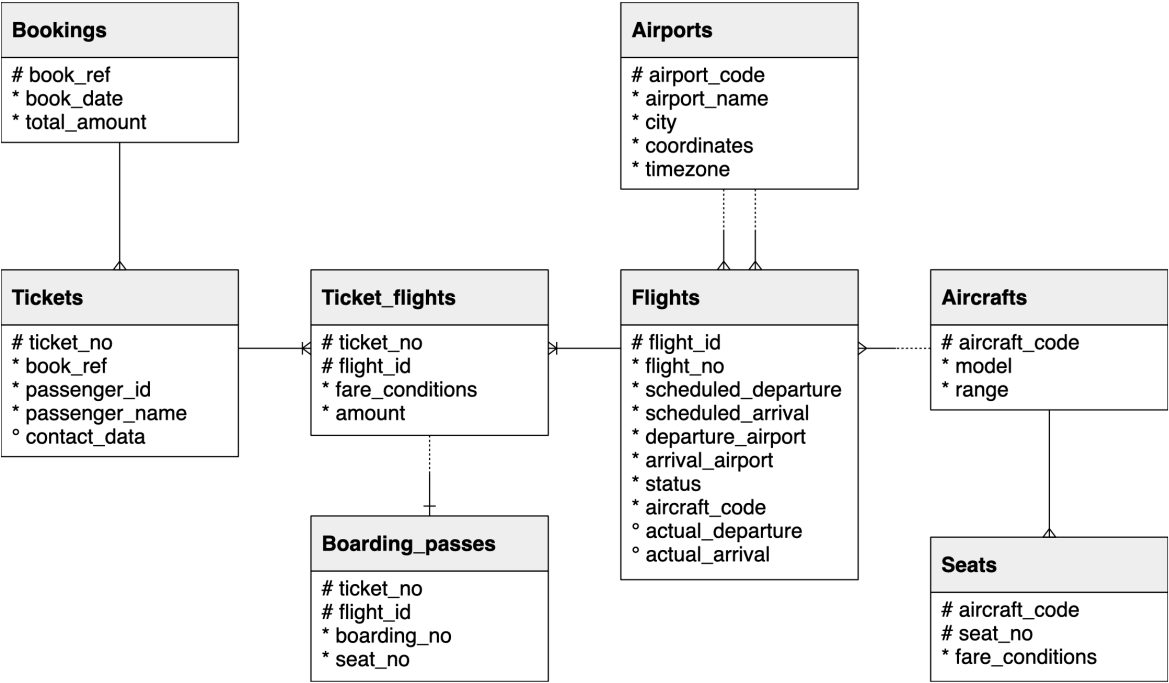 Bookings
# book_ref
* book_date
* total_amount
Airports
# airport_code
* airport_name
* city
* coordinates
* timezone
Tickets
# ticket_no
* book_ref
* passenger_id
* passenger_name
° contact_data
Ticket_flights
# ticket_no
# flight_id
* fare_conditions
* amount
Flights
# flight_id
* flight_no
* scheduled_departure
* scheduled_arrival
* departure_airport
* arrival_airport
* status
* aircraft_code
° actual_departure
° actual_arrival
Aircrafts
# aircraft_code
* model
* range
Boarding_passes
# ticket_no
# flight_id
* boarding_no
* seat_no
Seats
# aircraft_code
# seat_no
* fare_conditions